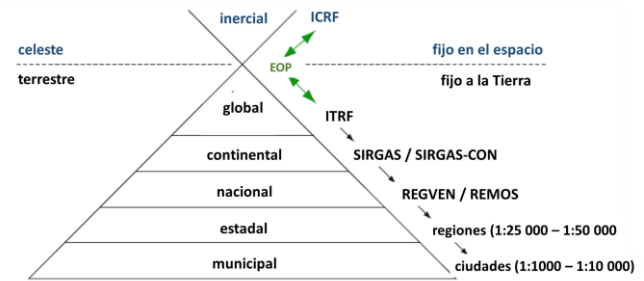 inercial ICRF
celeste fijo en el espacio
EOP
terrestre fijo a la Tierra
global
ITRF
continental SIRGAS / SIRGAS-CON
nacional REGVEN / REMOS
estadal regiones (1:25 000 – 1:50 000
municipal ciudades (1:1000 – 1:10 000)